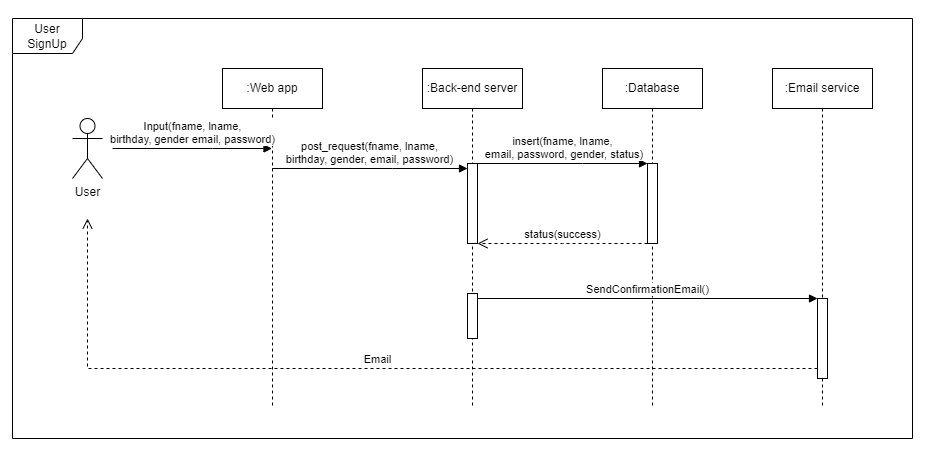 User
SignUp
:Web app
:Back-end server
:Database
:Email service
Input(fname, lname,
birthday, gender email, password)
post_request(fname, lname,
birthday, gender, email, password)
insert(fname, lname,
email, password, gender, status)
User
status(success)
SendConfirmationEmail()
Email